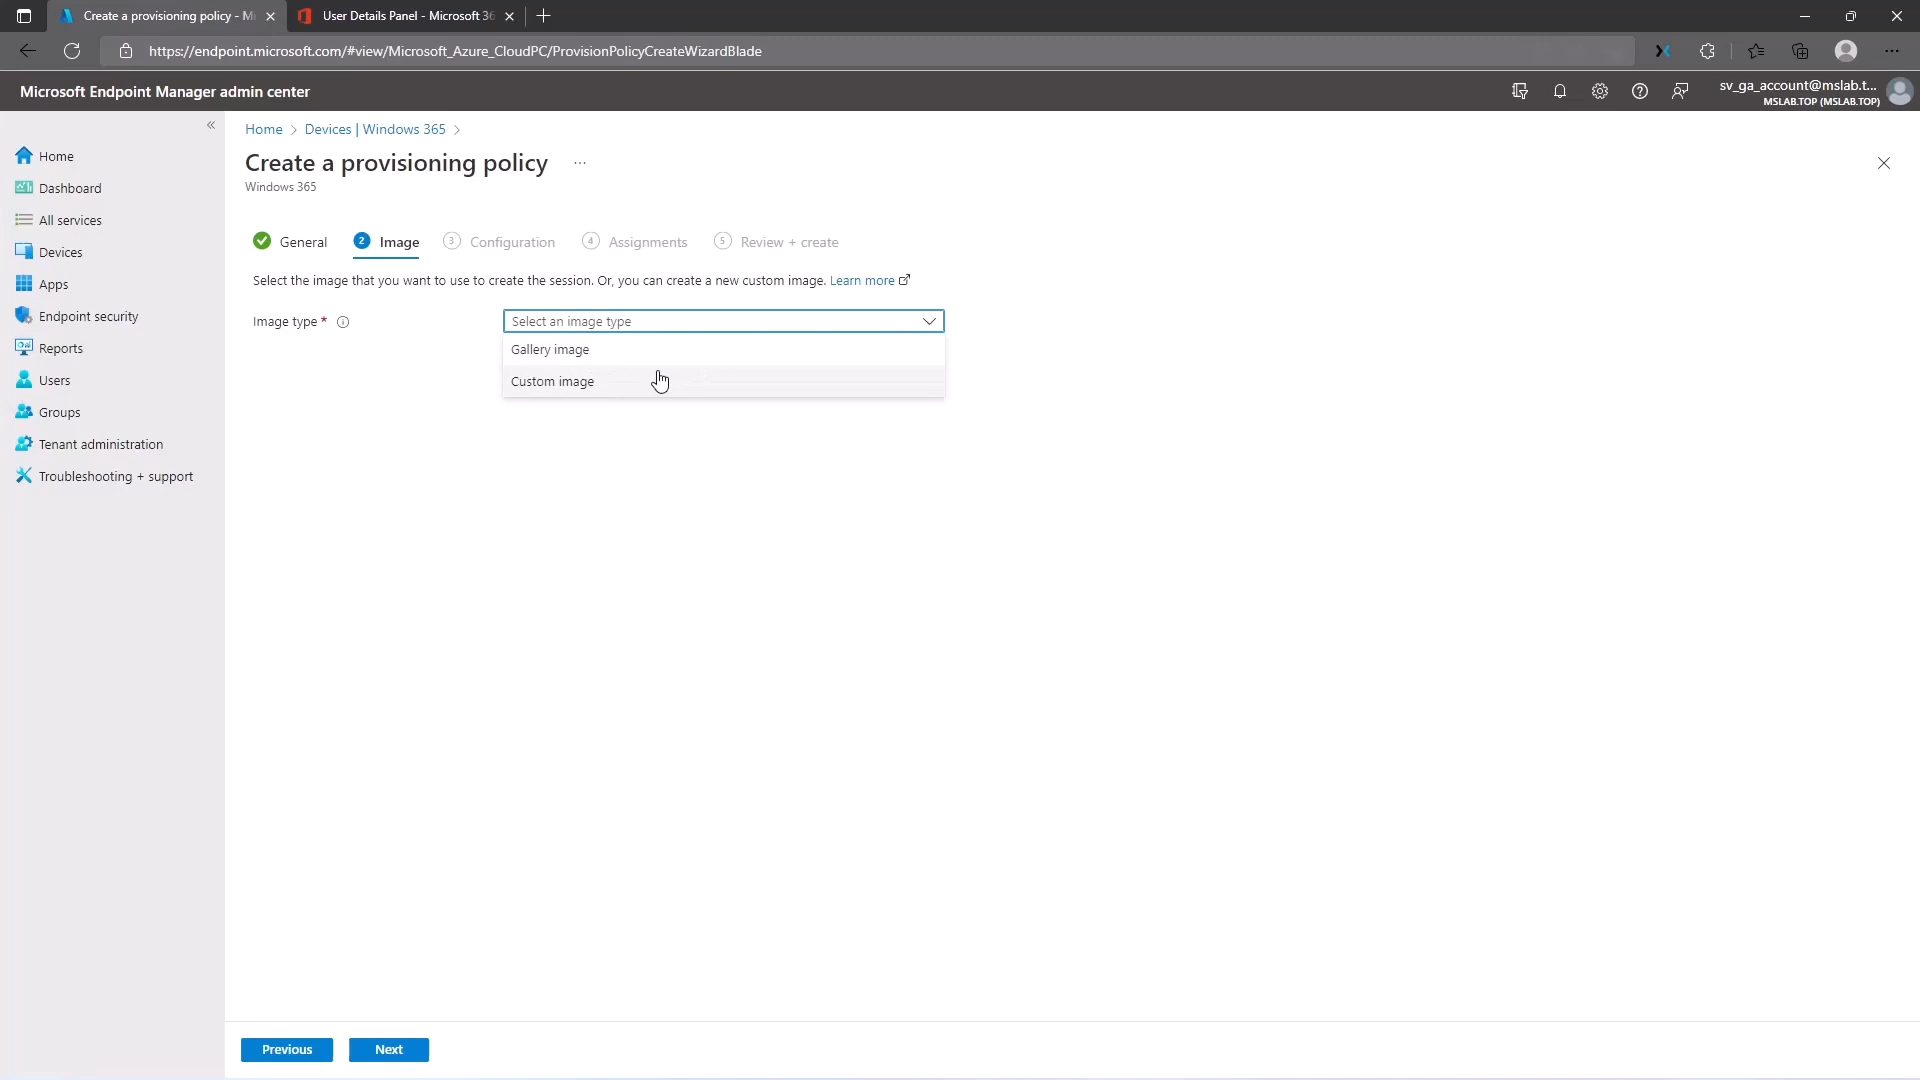 Create a provisioning policy - Mi
User Details Panel - Microsoft 36
https://endpoint.microsoft.com/#view/Microsoft_Azure_CloudPC/ProvisionPolicyCreateWizardBlade
Microsoft Endpoint Manager admin center
sv_ga_account@mslab.t...
MSLAB.TOP (MSLAB.TOP)
Home
Dashboard
All services
Devices
Apps
Endpoint security
Reports
Users
Groups
Tenant administration
Troubleshooting + support
Home > Devices | Windows 365 >
Create a provisioning policy ...
Windows 365
General
2 Image
3 Configuration
4 Assignments
5 Review + create
Select the image that you want to use to create the session. Or, you can create a new custom image. Learn more
Image type *
Select an image type
Gallery image
Custom image
Previous
Next